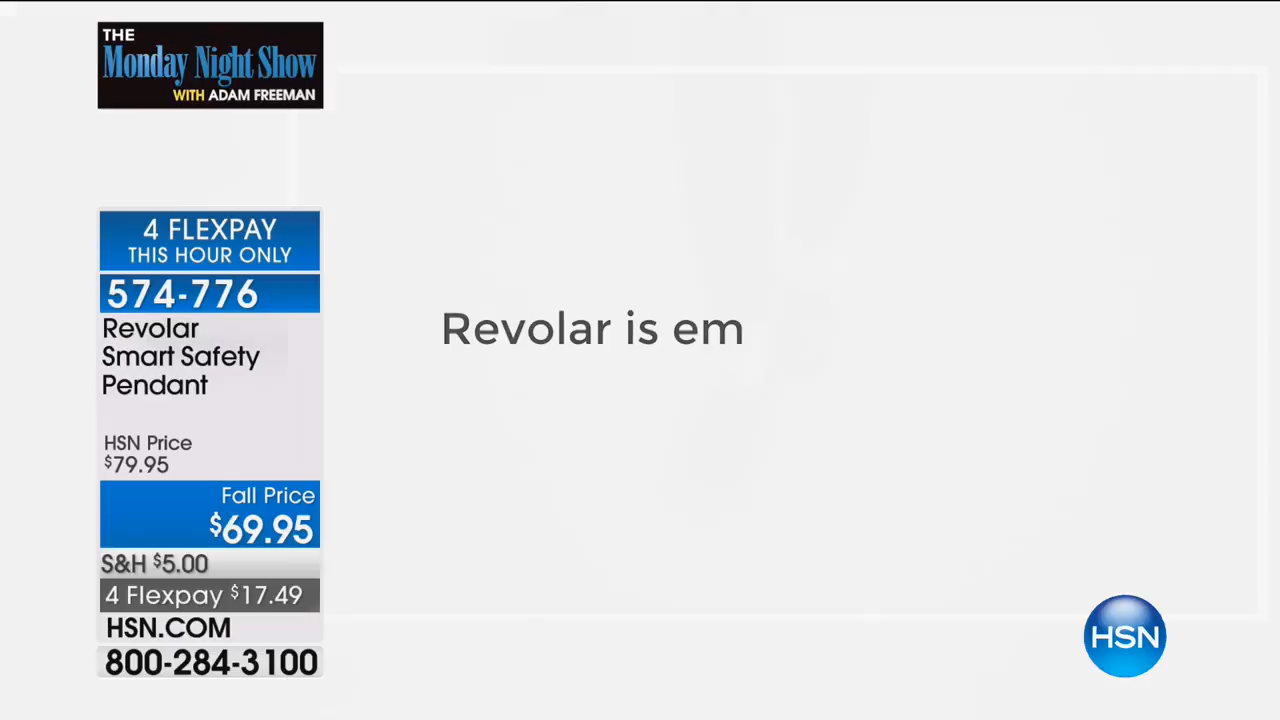 THE
Monday Night Show
WITH ADAM FREEMAN
4 FLEXPAY
THIS HOUR ONLY
574-776
Revolar
Smart Safety
Pendant
HSN Price
$79.95
Fall Price
$69.95
S&H $5.00
4 Flexpay $17.49
HSN.COM
800-284-3100
Revolar is em
HSN